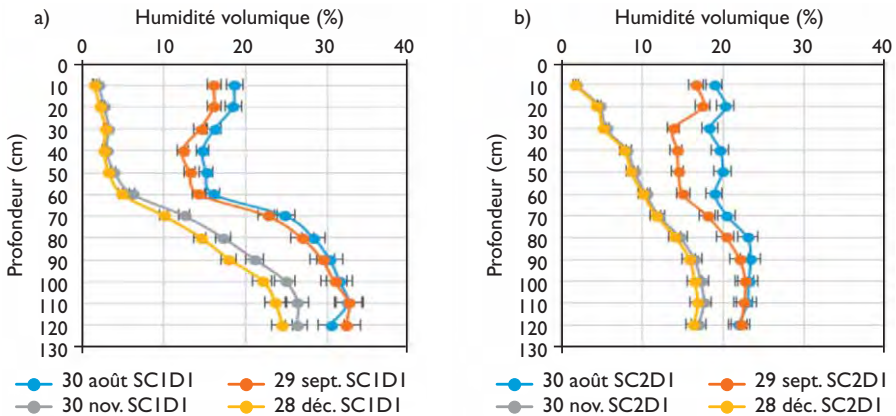 a) Humidité volumique (%)
0 10 20 30 40
Profondeur (cm)
0
10
20
30
40
50
60
70
80
90
100
110
120
130
30 août SC1D1 29 sept. SC1D1
30 nov. SC1D1 28 déc. SC1D1
b) Humidité volumique (%)
0 10 20 30 40
Profondeur (cm)
0
10
20
30
40
50
60
70
80
90
100
110
120
130
30 août SC2D1 29 sept. SC2D1
30 nov. SC2D1 28 déc. SC2D1